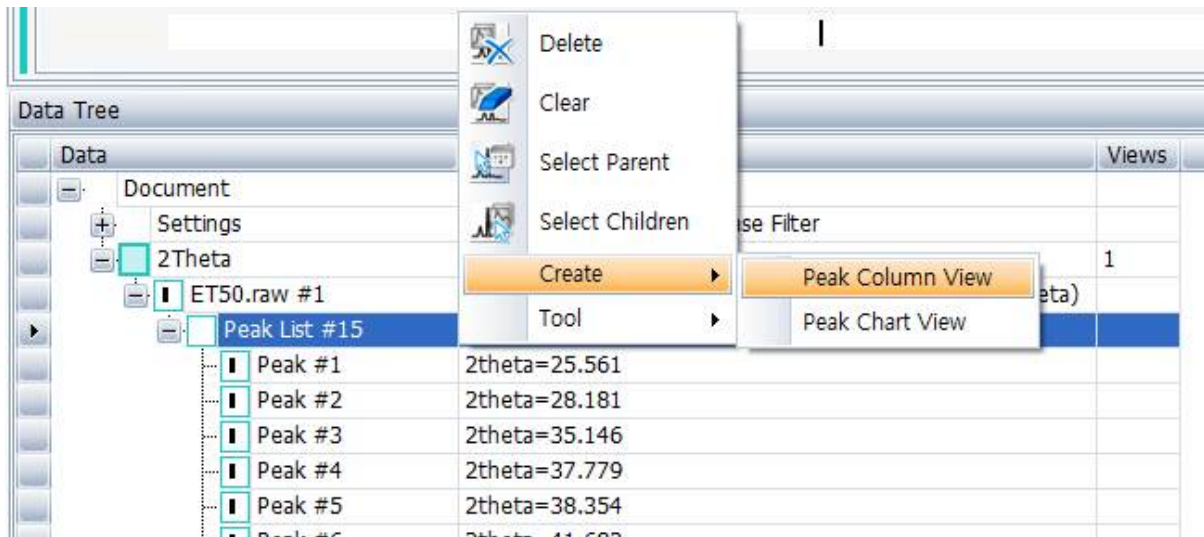 Delete
Clear
Data Tree
Data Views
Select Parent
Document
Select Children
Settings se Filter
2Theta 1
Create
Peak Column View
ET50.raw #1 eta)
Tool
Peak Chart View
Peak List #15
Peak #1 2theta=25.561
Peak #2 2theta=28.181
Peak #3 2theta=35.146
Peak #4 2theta=37.779
Peak #5 2theta=38.354